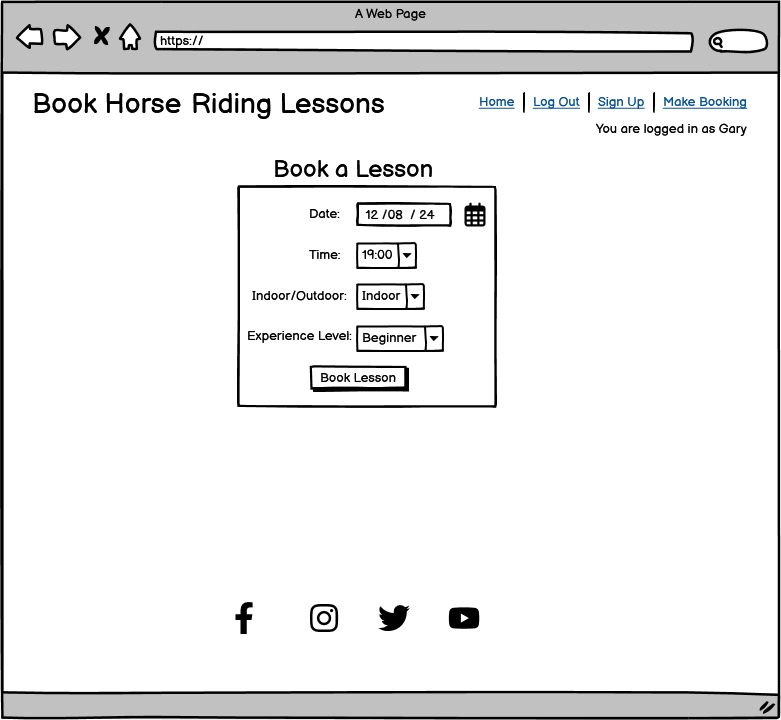 A Web Page
https://
Book Horse Riding Lessons
Home Log Out Sign Up Make Booking
You are logged in as Gary
Book a Lesson
Date: 12 /08 / 24
Time: 19:00
Indoor/Outdoor: Indoor
Experience Level: Beginner
Book Lesson